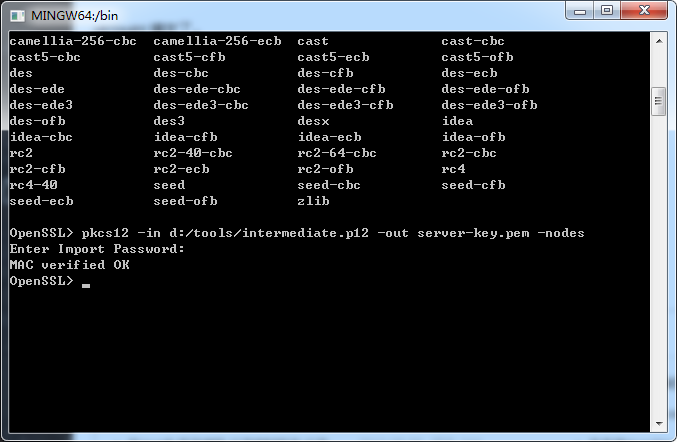 MINGW64:/bin
camellia-256-cbc camellia-256-ecb cast cast-cbc
cast5-cbc cast5-cfb cast5-ecb cast5-ofb
des des-cbc des-cfb des-ecb
des-ede des-ede-cbc des-ede-cfb des-ede-ofb
des-ede3 des-ede3-cbc des-ede3-cfb des-ede3-ofb
des-ofb des3 desx idea
idea-cbc idea-cfb idea-ecb idea-ofb
rc2 rc2-40-cbc rc2-64-cbc rc2-cbc
rc2-cfb rc2-ecb rc2-ofb rc4
rc4-40 seed seed-cbc seed-cfb
seed-ecb seed-ofb zlib
OpenSSL> pkcs12 -in d:/tools/intermediate.p12 -out server-key.pem -nodes
Enter Import Password:
MAC verified OK
OpenSSL> _